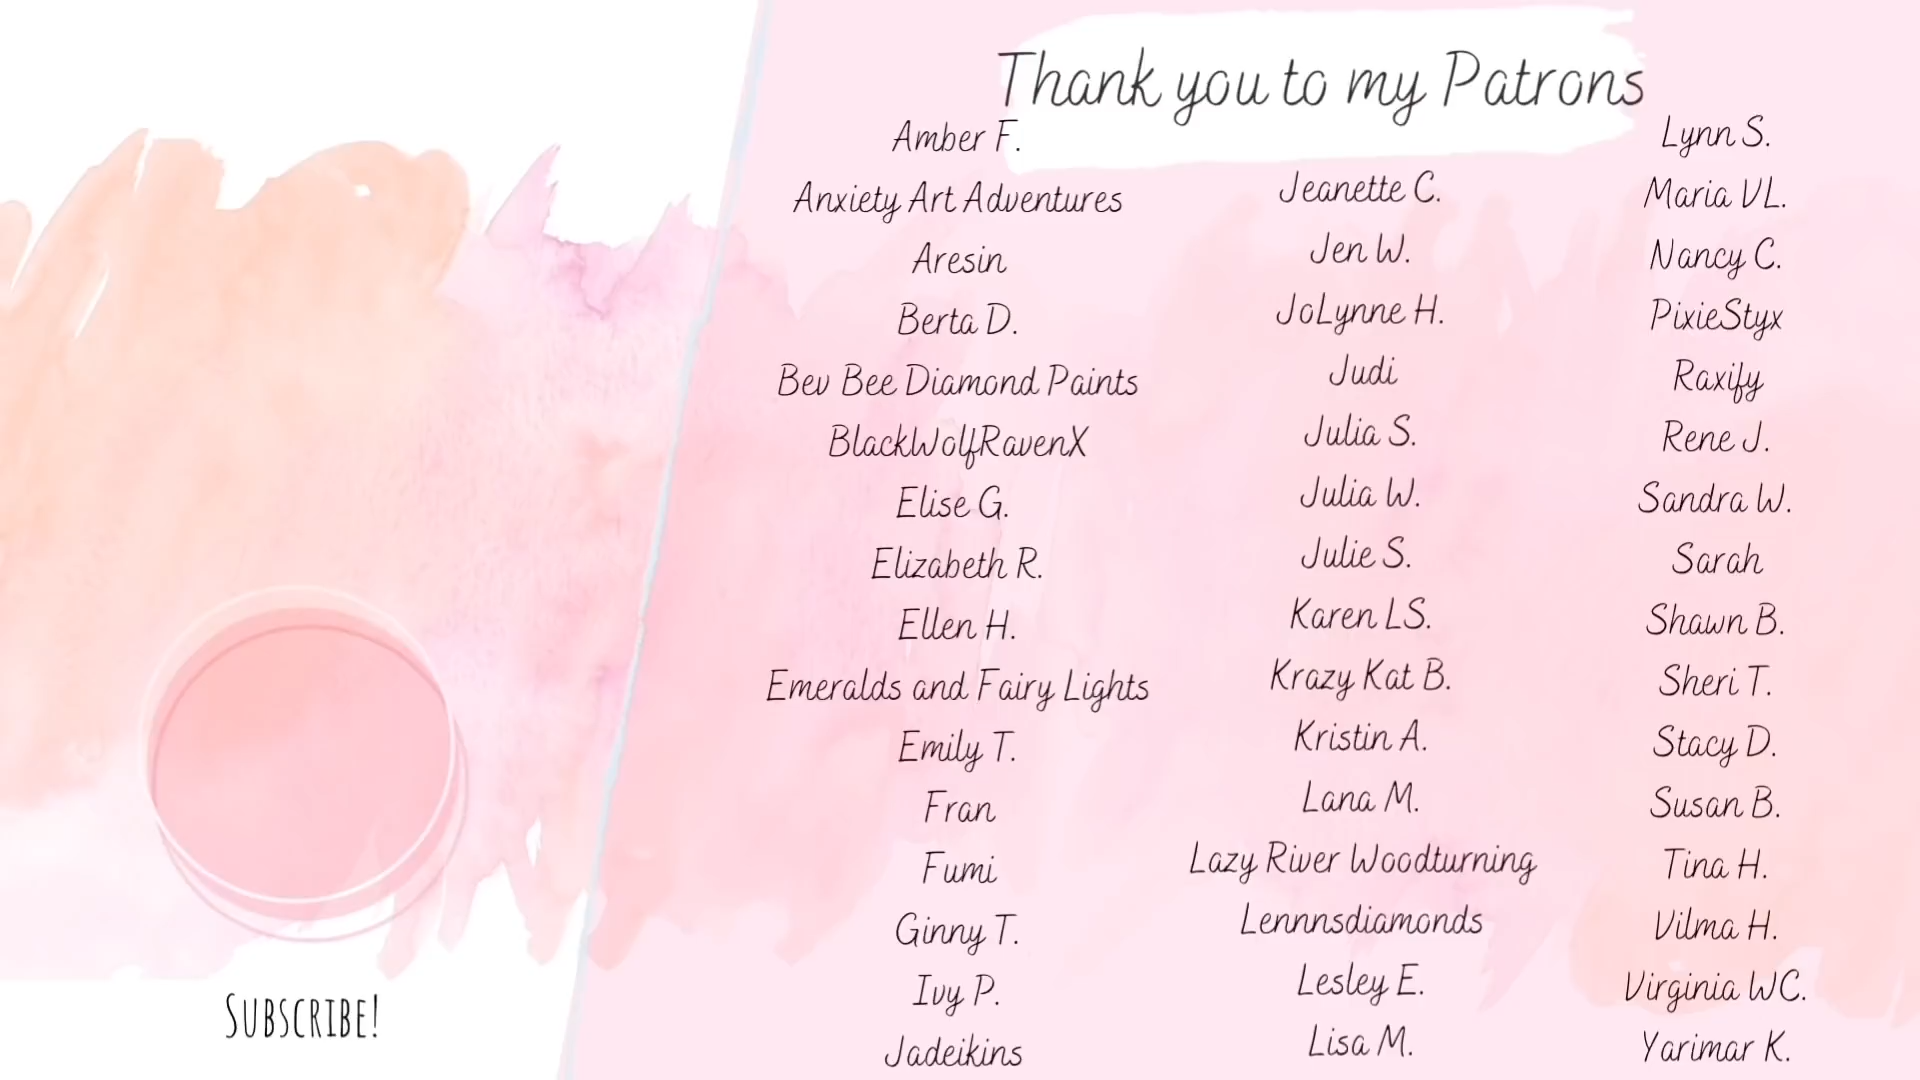 Thank you to my Patrons
Amber F.
Anxiety Art Adventures
Aresin
Berta D.
Bev Bee Diamond Paints
BlackWolfRavenX
Elise G.
Elizabeth R.
Ellen H.
Emeralds and Fairy Lights
Emily T.
Fran
Fumi
Ginny T.
Ivy P.
Jadeikins
Jeanette C.
Jen W.
JoLynne H.
Judi
Julia S.
Julia W.
Julie S.
Karen LS.
Krazy Kat B.
Kristin A.
Lana M.
Lazy River Woodturning
Lennnsdiamonds
Lesley E.
Lisa M.
Lynn S.
Maria VL.
Nancy C.
PixieStyx
Raxify
Rene J.
Sandra W.
Sarah
Shawn B.
Sheri T.
Stacy D.
Susan B.
Tina H.
Vilma H.
Virginia WC.
Yarimar K.
SUBSCRIBE!